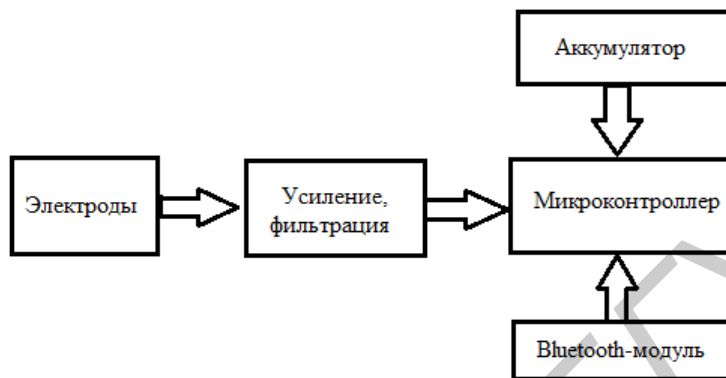 Аккумулятор
Электроды
Усиление,
фильтрация
Микроконтроллер
Bluetooth-модуль